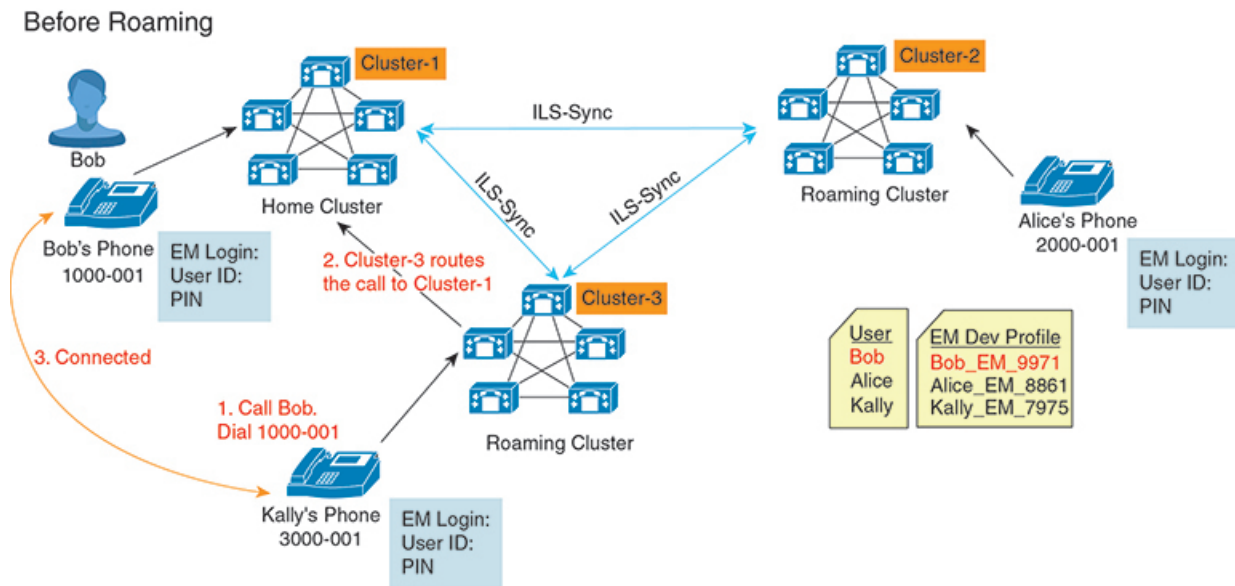 Before Roaming
Cluster-1
Cluster-2
ILS-Sync
Bob
Home Cluster
ILS-Sync
ILS-Sync
Roaming Cluster
Bob's Phone
1000-001
EM Login:
User ID:
PIN
2. Cluster-3 routes
the call to Cluster-1
Cluster-3
Alice's Phone
2000-001
EM Login:
User ID:
PIN
3. Connected
1. Call Bob.
Dial 1000-001
Roaming Cluster
User
Bob
Alice
Kally
EM Dev Profile
Bob_EM_9971
Alice_EM_8861
Kally_EM_7975
Kally's Phone
3000-001
EM Login:
User ID:
PIN